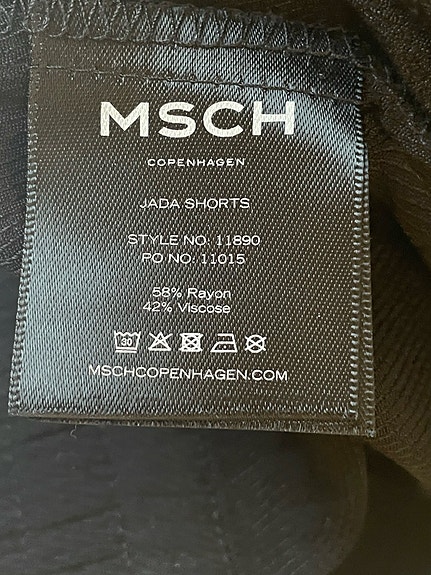 MSCH
COPENHAGEN
JADA SHORTS
STYLE NO. 11890
PO NO. 11015
58% Rayon
42% Viscose
30
MSCHCOPENHAGEN.COM